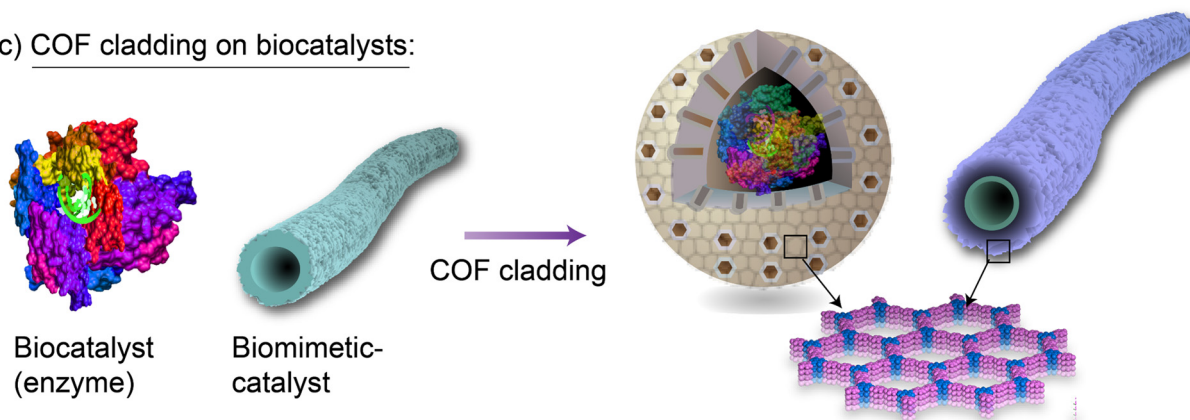 c) COF cladding on biocatalysts:
COF cladding
Biocatalyst
(enzyme)
Biomimetic-
catalyst